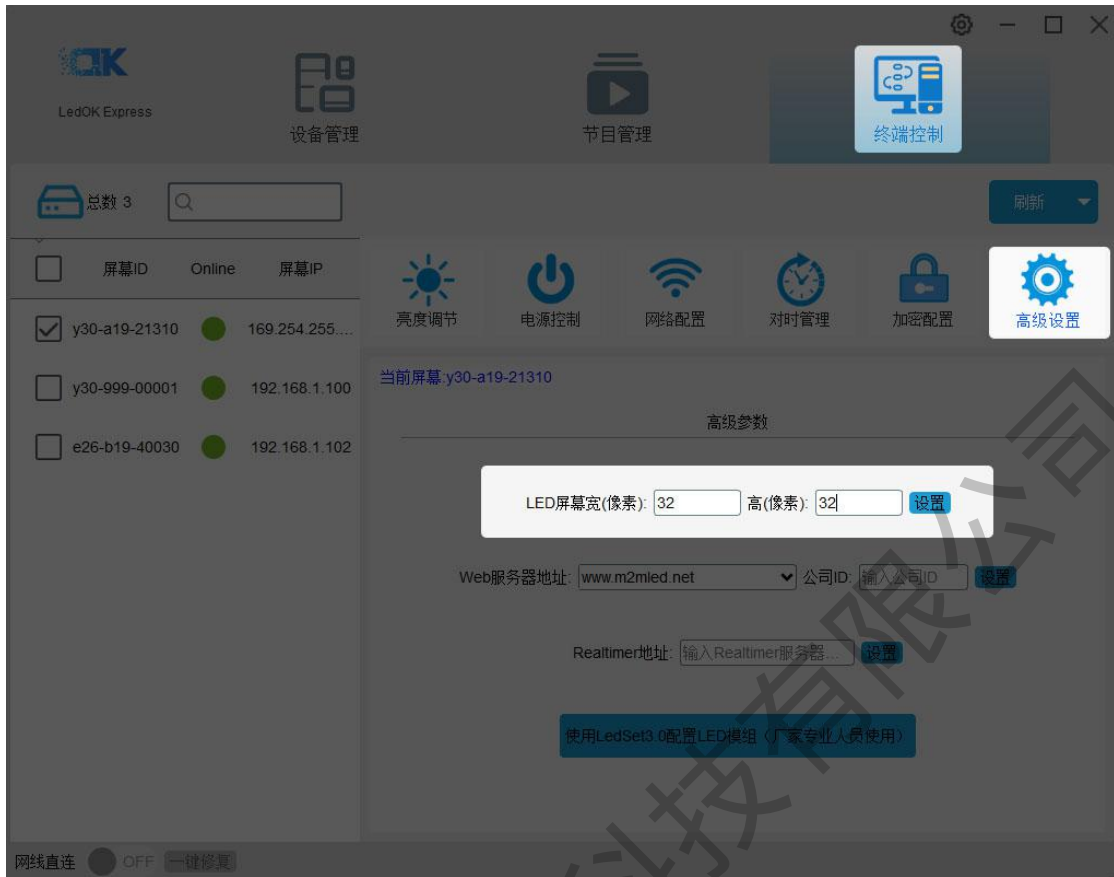 LedOK Express
设备管理
节目管理
终端控制
总数 3
刷新
屏幕ID Online 屏幕IP
y30-a19-21310 169.254.255....
y30-999-00001 192.168.1.100
e26-b19-40030 192.168.1.102
亮度调节 电源控制 网络配置 对时管理 加密配置 高级设置
当前屏幕:y30-a19-21310
高级参数
LED屏幕宽(像素): 32 高(像素): 32 设置
Web服务器地址: www.m2mled.net 公司ID: 输入公司ID 设置
Realtimer地址: 输入Realtimer服务器... 设置
使用LedSet3.0配置LED模组（厂家专业人员使用）
网线直连 OFF 一键修复
科技有限公司